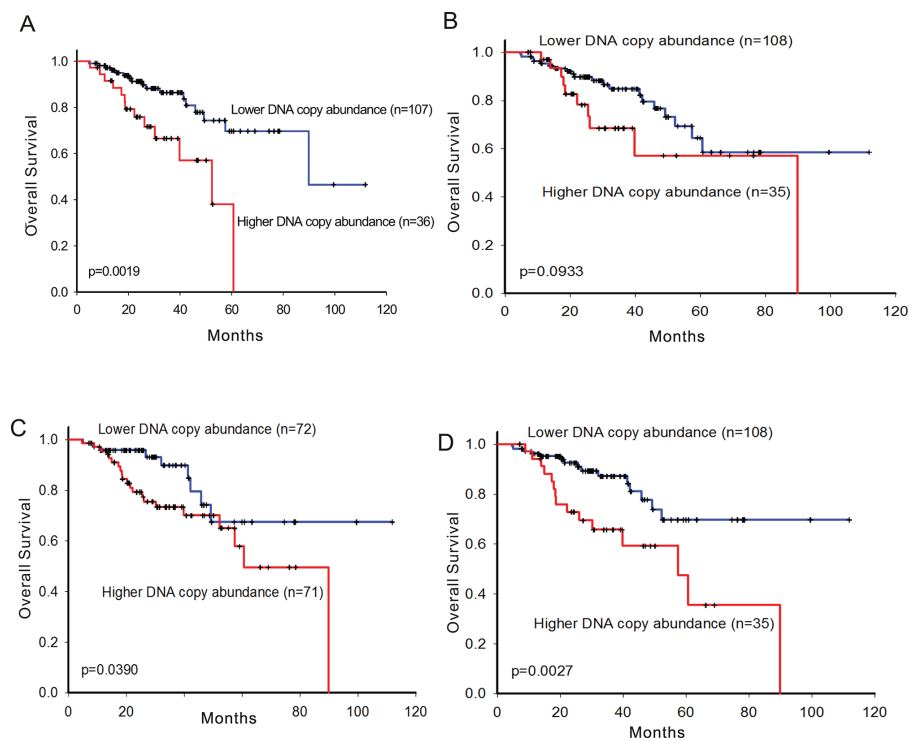 A
1.0
0.8
0.6
0.4
0.2
0.0
Overall Survival
Lower DNA copy abundance (n=107)
Higher DNA copy abundance (n=36)
p=0.0019
0 20 40 60 80 100 120
Months
B
1.0
0.8
0.6
0.4
0.2
0.0
Overall Survival
Lower DNA copy abundance (n=108)
Higher DNA copy abundance (n=35)
p=0.0933
0 20 40 60 80 100 120
Months
C
1.0
0.8
0.6
0.4
0.2
0.0
Overall Survival
Lower DNA copy abundance (n=72)
Higher DNA copy abundance (n=71)
p=0.0390
0 20 40 60 80 100 120
Months
D
1.0
0.8
0.6
0.4
0.2
0.0
Overall Survival
Lower DNA copy abundance (n=108)
Higher DNA copy abundance (n=35)
p=0.0027
0 20 40 60 80 100 120
Months